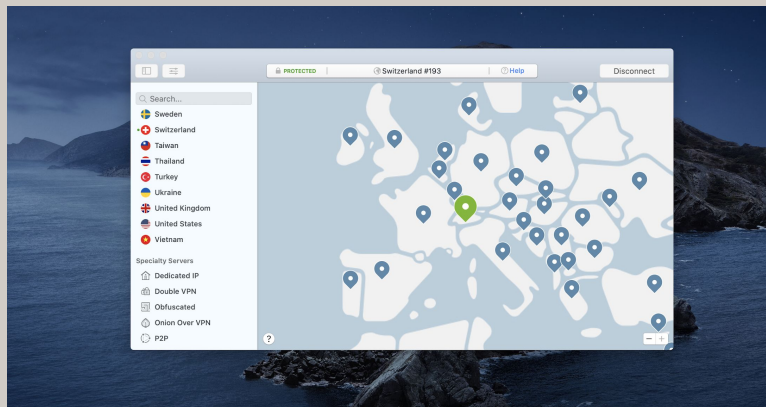 PROTECTED
Switzerland #193
?Help
Disconnect
Search...
Sweden
Switzerland
Taiwan
Thailand
Turkey
Ukraine
United Kingdom
United States
Vietnam
Specialty Servers
Dedicated IP
Double VPN
Obfuscated
Onion Over VPN
P2P
?
− +